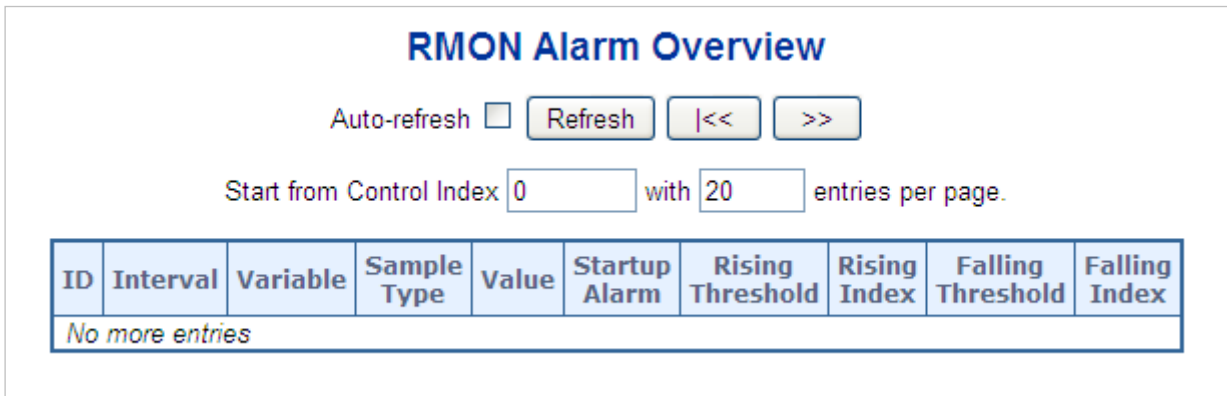 RMON Alarm Overview
Auto-refresh Refresh |<< >>
Start from Control Index 0 with 20 entries per page.
ID Interval Variable Sample Type Value Startup Alarm Rising Threshold Rising Index Falling Threshold Falling Index
No more entries